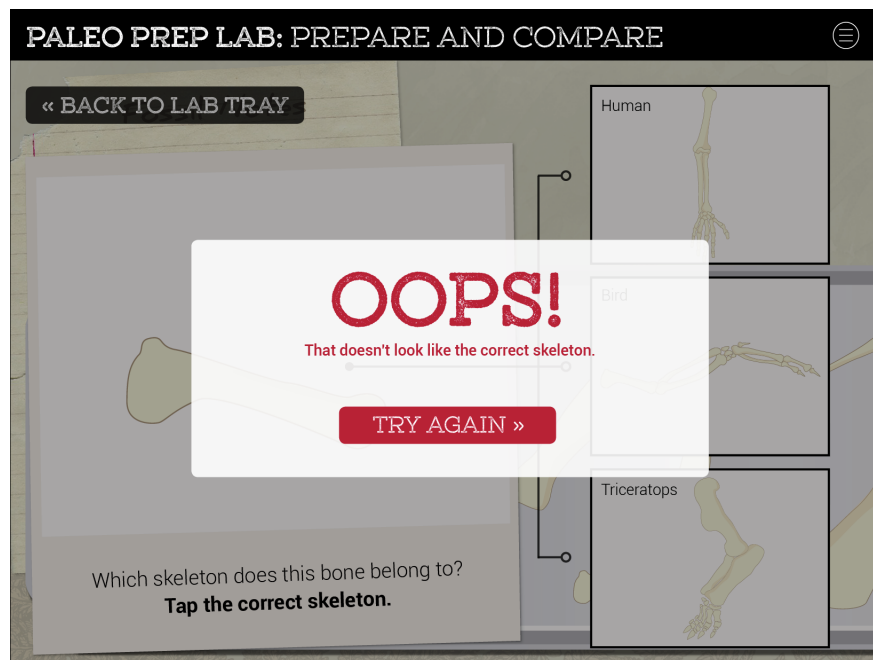 PALEO PREP LAB: PREPARE AND COMPARE
« BACK TO LAB TRAY
Human
Bird
OOPS!
That doesn't look like the correct skeleton.
TRY AGAIN »
Triceratops
Which skeleton does this bone belong to?
Tap the correct skeleton.